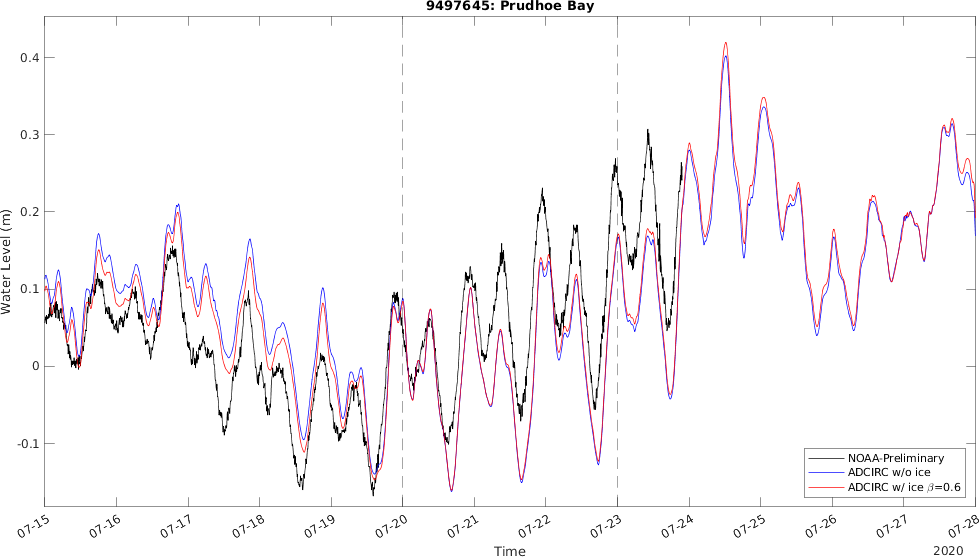 9497645: Prudhoe Bay
Water Level (m)
0.4
0.3
0.2
0.1
0
-0.1
NOAA-Preliminary
ADCIRC w/o ice
ADCIRC w/ ice β=0.6
07-15 07-16 07-17 07-18 07-19 07-20 07-21 07-22 07-23 07-24 07-25 07-26 07-27 07-28
Time
2020